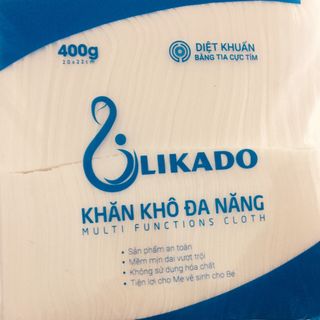 400g
20x22cm
DIỆT KHUẨN
BẰNG TIA CỰC TÍM
LIKADO
KHĂN KHÔ ĐA NĂNG
MULTI FUNCTIONS CLOTH
• Sản phẩm an toàn
• Mềm mịn dai vượt trội
• Không sử dụng hóa chất
• Tiện lợi cho Mẹ vệ sinh cho Bé